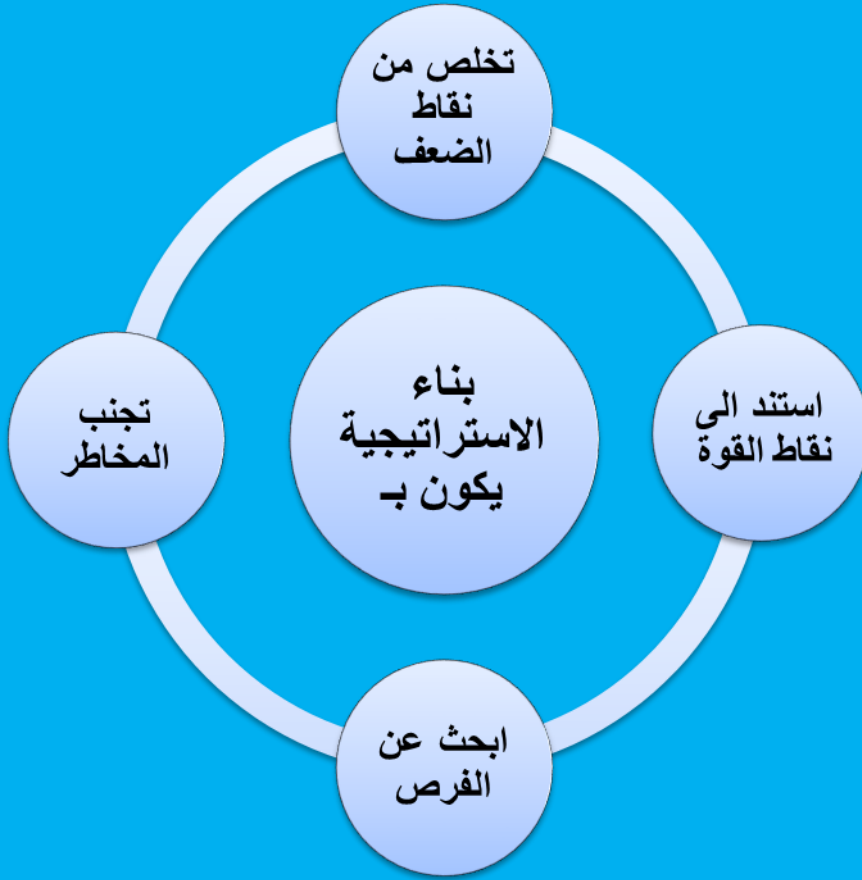 تخلص من
نقاط
الضعف
استند الى
نقاط القوة
بناء
الاستراتيجية
يكون بـ
تجنب
المخاطر
ابحث عن
الفرص